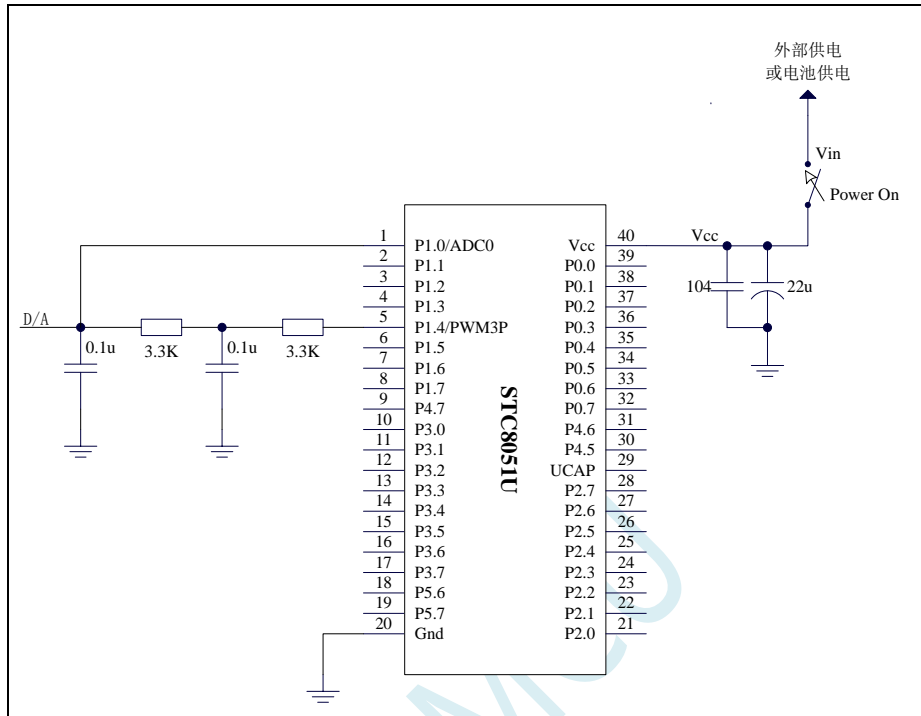 外部供电
或电池供电
Vin
Power On
Vcc
104
22u
D/A
0.1u
3.3K
0.1u
3.3K
STC8051U
1 P1.0/ADC0
2 P1.1
3 P1.2
4 P1.3
5 P1.4/PWM3P
6 P1.5
7 P1.6
8 P1.7
9 P4.7
10 P3.0
11 P3.1
12 P3.2
13 P3.3
14 P3.4
15 P3.5
16 P3.6
17 P3.7
18 P5.6
19 P5.7
20 Gnd
Vcc 40
P0.0 39
P0.1 38
P0.2 37
P0.3 36
P0.4 35
P0.5 34
P0.6 33
P0.7 32
P4.6 31
P4.5 30
UCAP 29
P2.7 28
P2.6 27
P2.5 26
P2.4 25
P2.3 24
P2.2 23
P2.1 22
P2.0 21
MCU